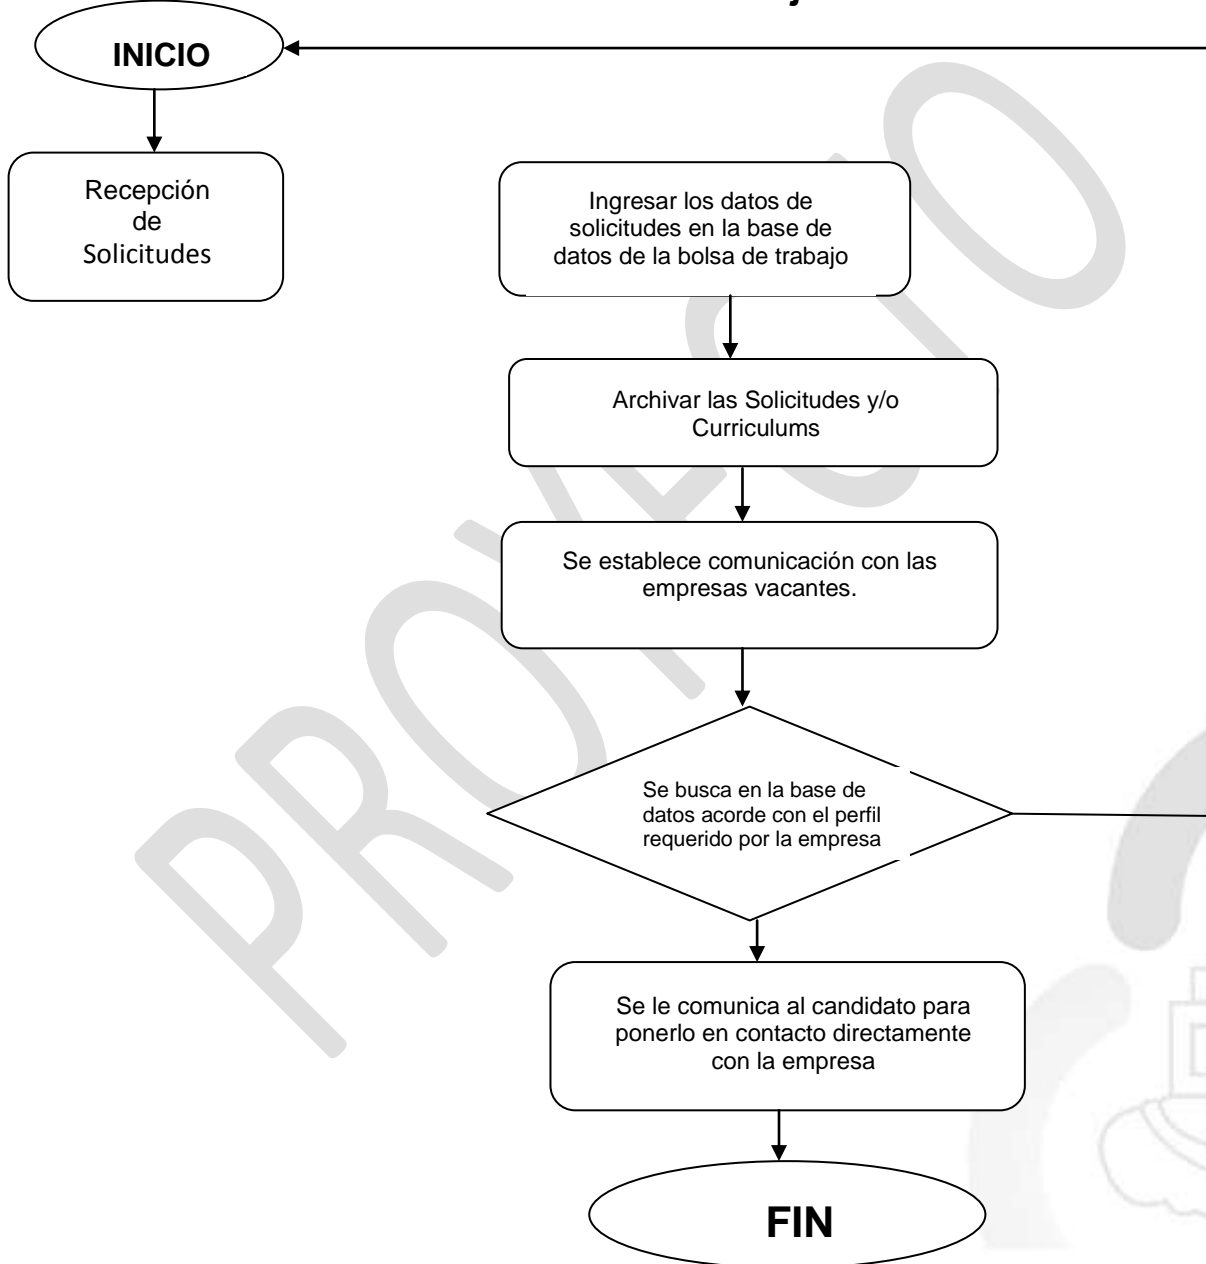 INICIO
Recepción
de
Solicitudes
Ingresar los datos de
solicitudes en la base de
datos de la bolsa de trabajo
Archivar las Solicitudes y/o
Curriculums
Se establece comunicación con las
empresas vacantes.
Se busca en la base de
datos acorde con el perfil
requerido por la empresa
Se le comunica al candidato para
ponerlo en contacto directamente
con la empresa
FIN
PROYECTO